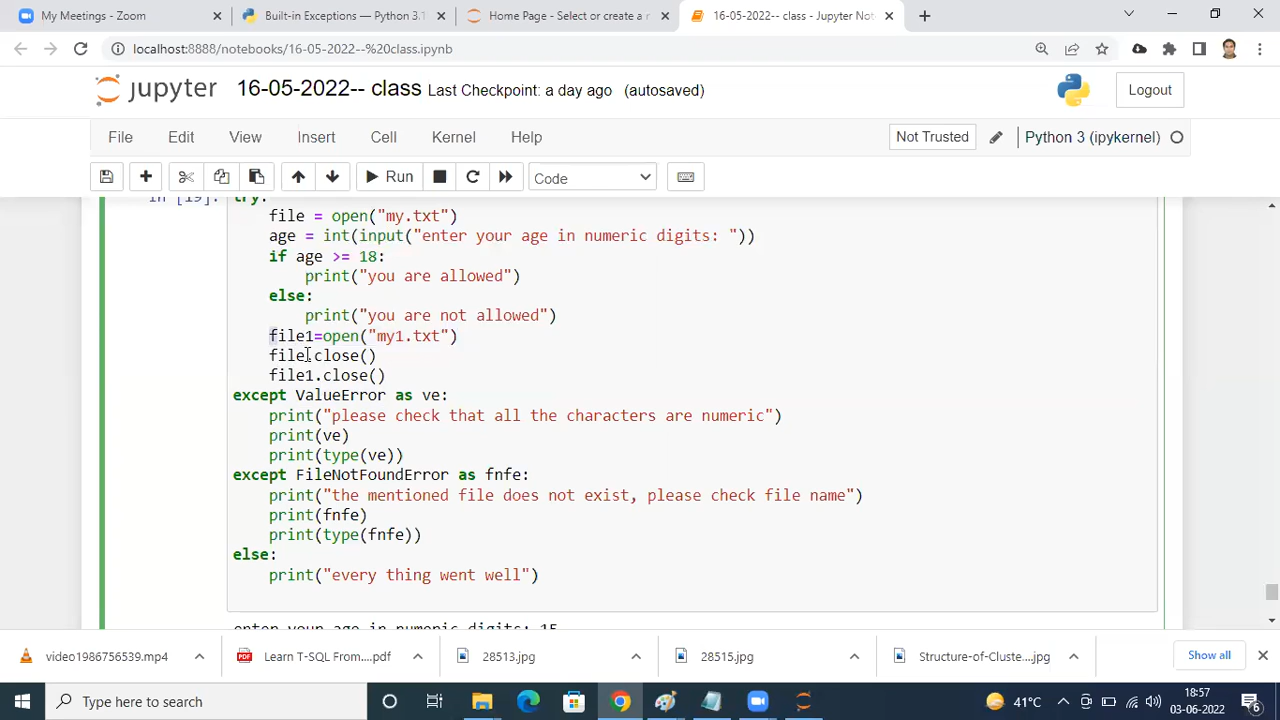 My Meetings - Zoom
Built-in Exceptions — Python 3.1
Home Page - Select or create a n
16-05-2022-- class - Jupyter Not
localhost:8888/notebooks/16-05-2022--%20class.ipynb
jupyter 16-05-2022-- class Last Checkpoint: a day ago (autosaved)
Logout
File Edit View Insert Cell Kernel Help
Not Trusted
Python 3 (ipykernel)
Run
Code
In [19]: try:
file = open("my.txt")
age = int(input("enter your age in numeric digits: "))
if age >= 18:
print("you are allowed")
else:
print("you are not allowed")
file1=open("my1.txt")
file.close()
file1.close()
except ValueError as ve:
print("please check that all the characters are numeric")
print(ve)
print(type(ve))
except FileNotFoundError as fnfe:
print("the mentioned file does not exist, please check file name")
print(fnfe)
print(type(fnfe))
else:
print("every thing went well")
enter your age in numeric digits: 15
video1986756539.mp4
Learn T-SQL From....pdf
28513.jpg
28515.jpg
Structure-of-Cluste....jpg
Show all
Type here to search
41°C
18:57
03-06-2022
6